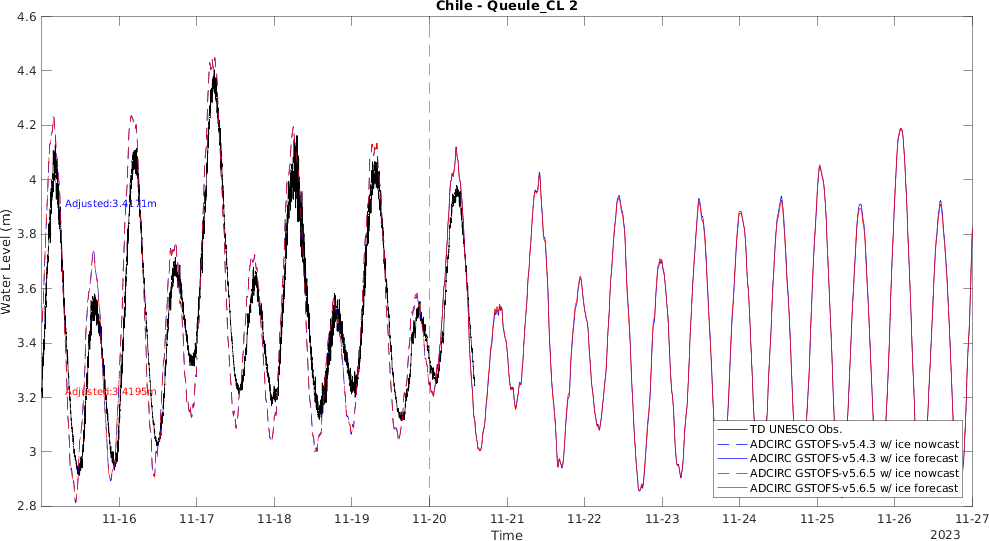 Chile - Queule_CL 2
4.6
4.4
4.2
4
3.8
3.6
3.4
3.2
3
2.8
Water Level (m)
Adjusted:3.4171m
Adjusted:3.4195m
TD UNESCO Obs.
ADCIRC GSTOFS-v5.4.3 w/ ice nowcast
ADCIRC GSTOFS-v5.4.3 w/ ice forecast
ADCIRC GSTOFS-v5.6.5 w/ ice nowcast
ADCIRC GSTOFS-v5.6.5 w/ ice forecast
11-16 11-17 11-18 11-19 11-20 11-21 11-22 11-23 11-24 11-25 11-26 11-27
Time
2023